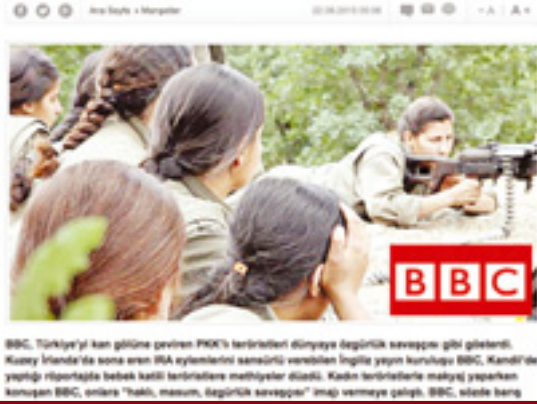 Ana Sayfa » Manşetler
- A | A +
BBC
BBC, Türkiye'yi kan gölüne çeviren PKK'lı teröristleri dünyaya özgürlük savaşçısı gibi gösterdi.
Kuzey İrlanda'da sona eren IRA eylemlerini sansürlü verebilen İngiliz yayın kuruluşu BBC, Kandil'de
yaptığı röportajda bebek katili teröristlere methiyeler düzdü. Kadın teröristlerle makyaj yaparken
konuşan BBC, onlara "haklı, masum, özgürlük savaşçısı" imajı vermeye çalıştı. BBC, sözde barış